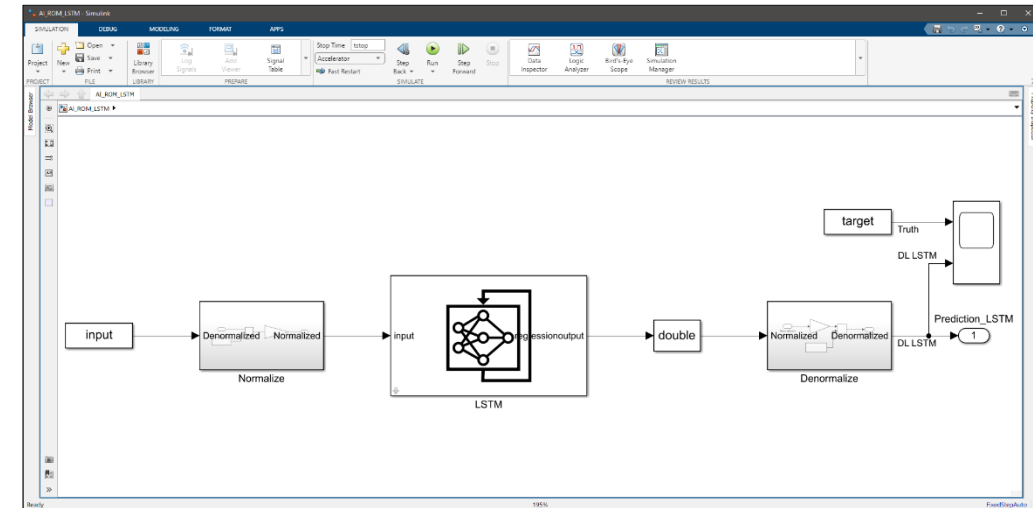 AI_ROM_LSTM - Simulink
SIMULATION DEBUG MODELING FORMAT APPS
Project
New
Open
Save
Print
Library Browser
Log Signals
Add Viewer
Signal Table
Stop Time tstop
Accelerator
Fast Restart
Step Back
Run
Step Forward
Stop
Data Inspector
Logic Analyzer
Bird's-Eye Scope
Simulation Manager
PROJECT FILE LIBRARY PREPARE SIMULATE REVIEW RESULTS
Model Browser
AI_ROM_LSTM
AI_ROM_LSTM
target
Truth
DL LSTM
input
Denormalized Normalized
Normalize
input
regressionoutput
LSTM
double
Normalized Denormalized
Denormalize
DL LSTM
Prediction_LSTM
1
Ready 195% FixedStepAuto